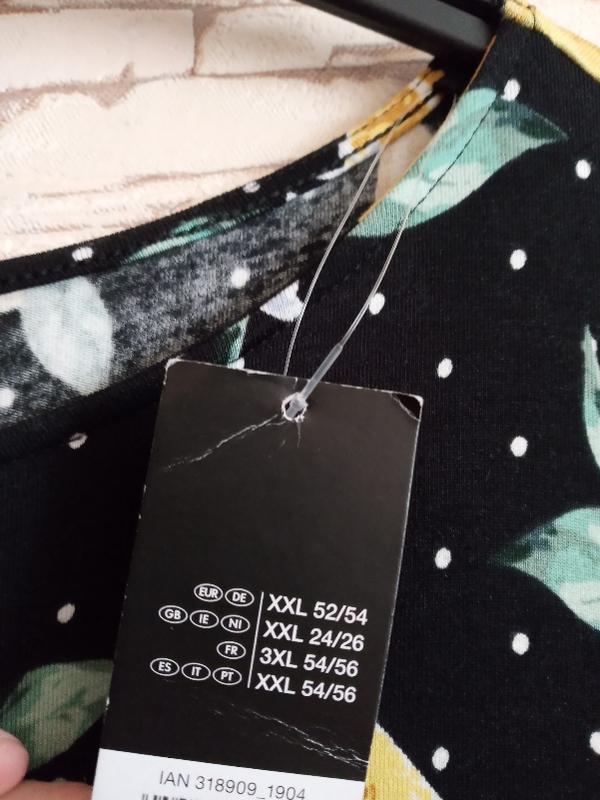 EUR DE XXL 52/54
GB IE NI XXL 24/26
FR 3XL 54/56
ES IT PT XXL 54/56
IAN 318909_1904